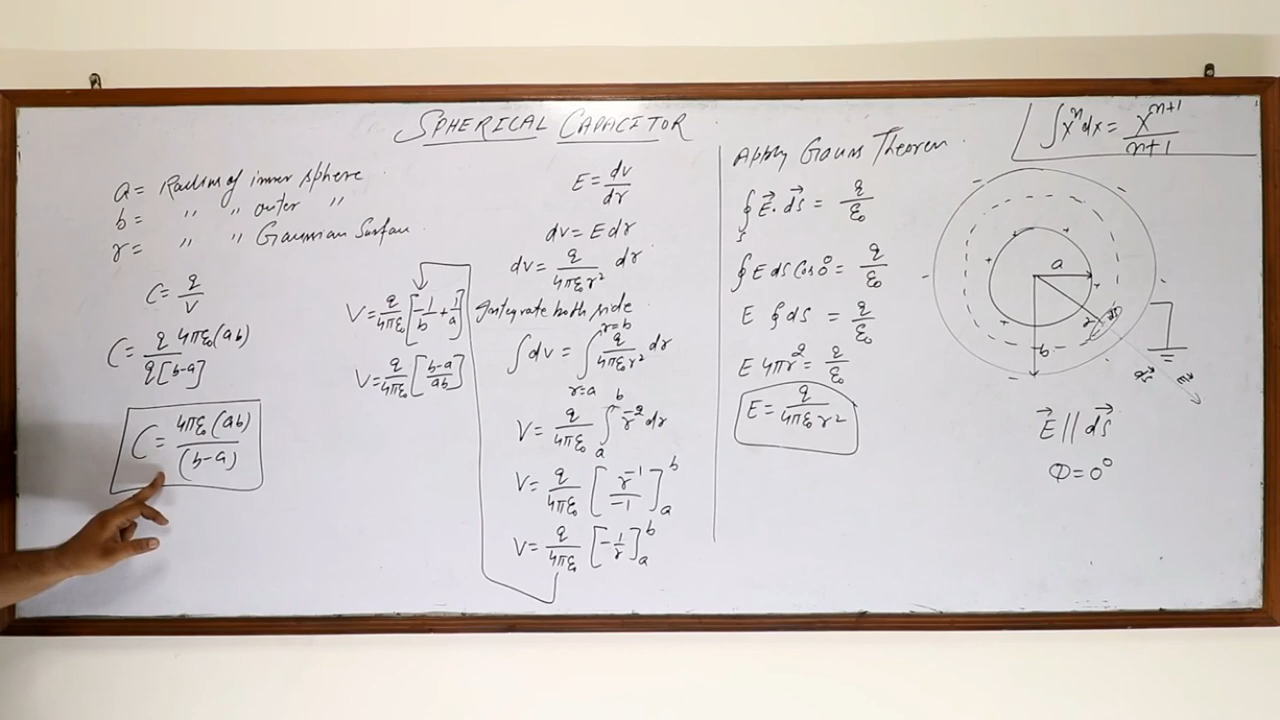 SPHERICAL CAPACITOR
a = Radius of inner sphere
b = " " outer "
r = " " Gaussian Surface
C = q/V
C = q 4πε₀(ab) / q[b-a]
C = 4πε₀(ab) / (b-a)
V = q/4πε₀ [-1/b + 1/a]
V = q/4πε₀ [b-a/ab]
E = dv/dr
dv = E dr
dv = q/4πε₀r² dr
Integrate both side
∫dv = ∫ r=a r=b q/4πε₀r² dr
V = q/4πε₀ ∫ a b r⁻² dr
V = q/4πε₀ [r⁻¹/-1] a b
V = q/4πε₀ [-1/r] a b
Apply Gauss Theorem.
∮s E⃗.ds⃗ = q/ε₀
∮E ds Cos0° = q/ε₀
E ∮ds = q/ε₀
E 4πr² = q/ε₀
E = q/4πε₀r²
∫xⁿdx = xⁿ⁺¹/n+1
a
r
b
ds⃗
E⃗
E⃗ // ds⃗
Φ = 0°